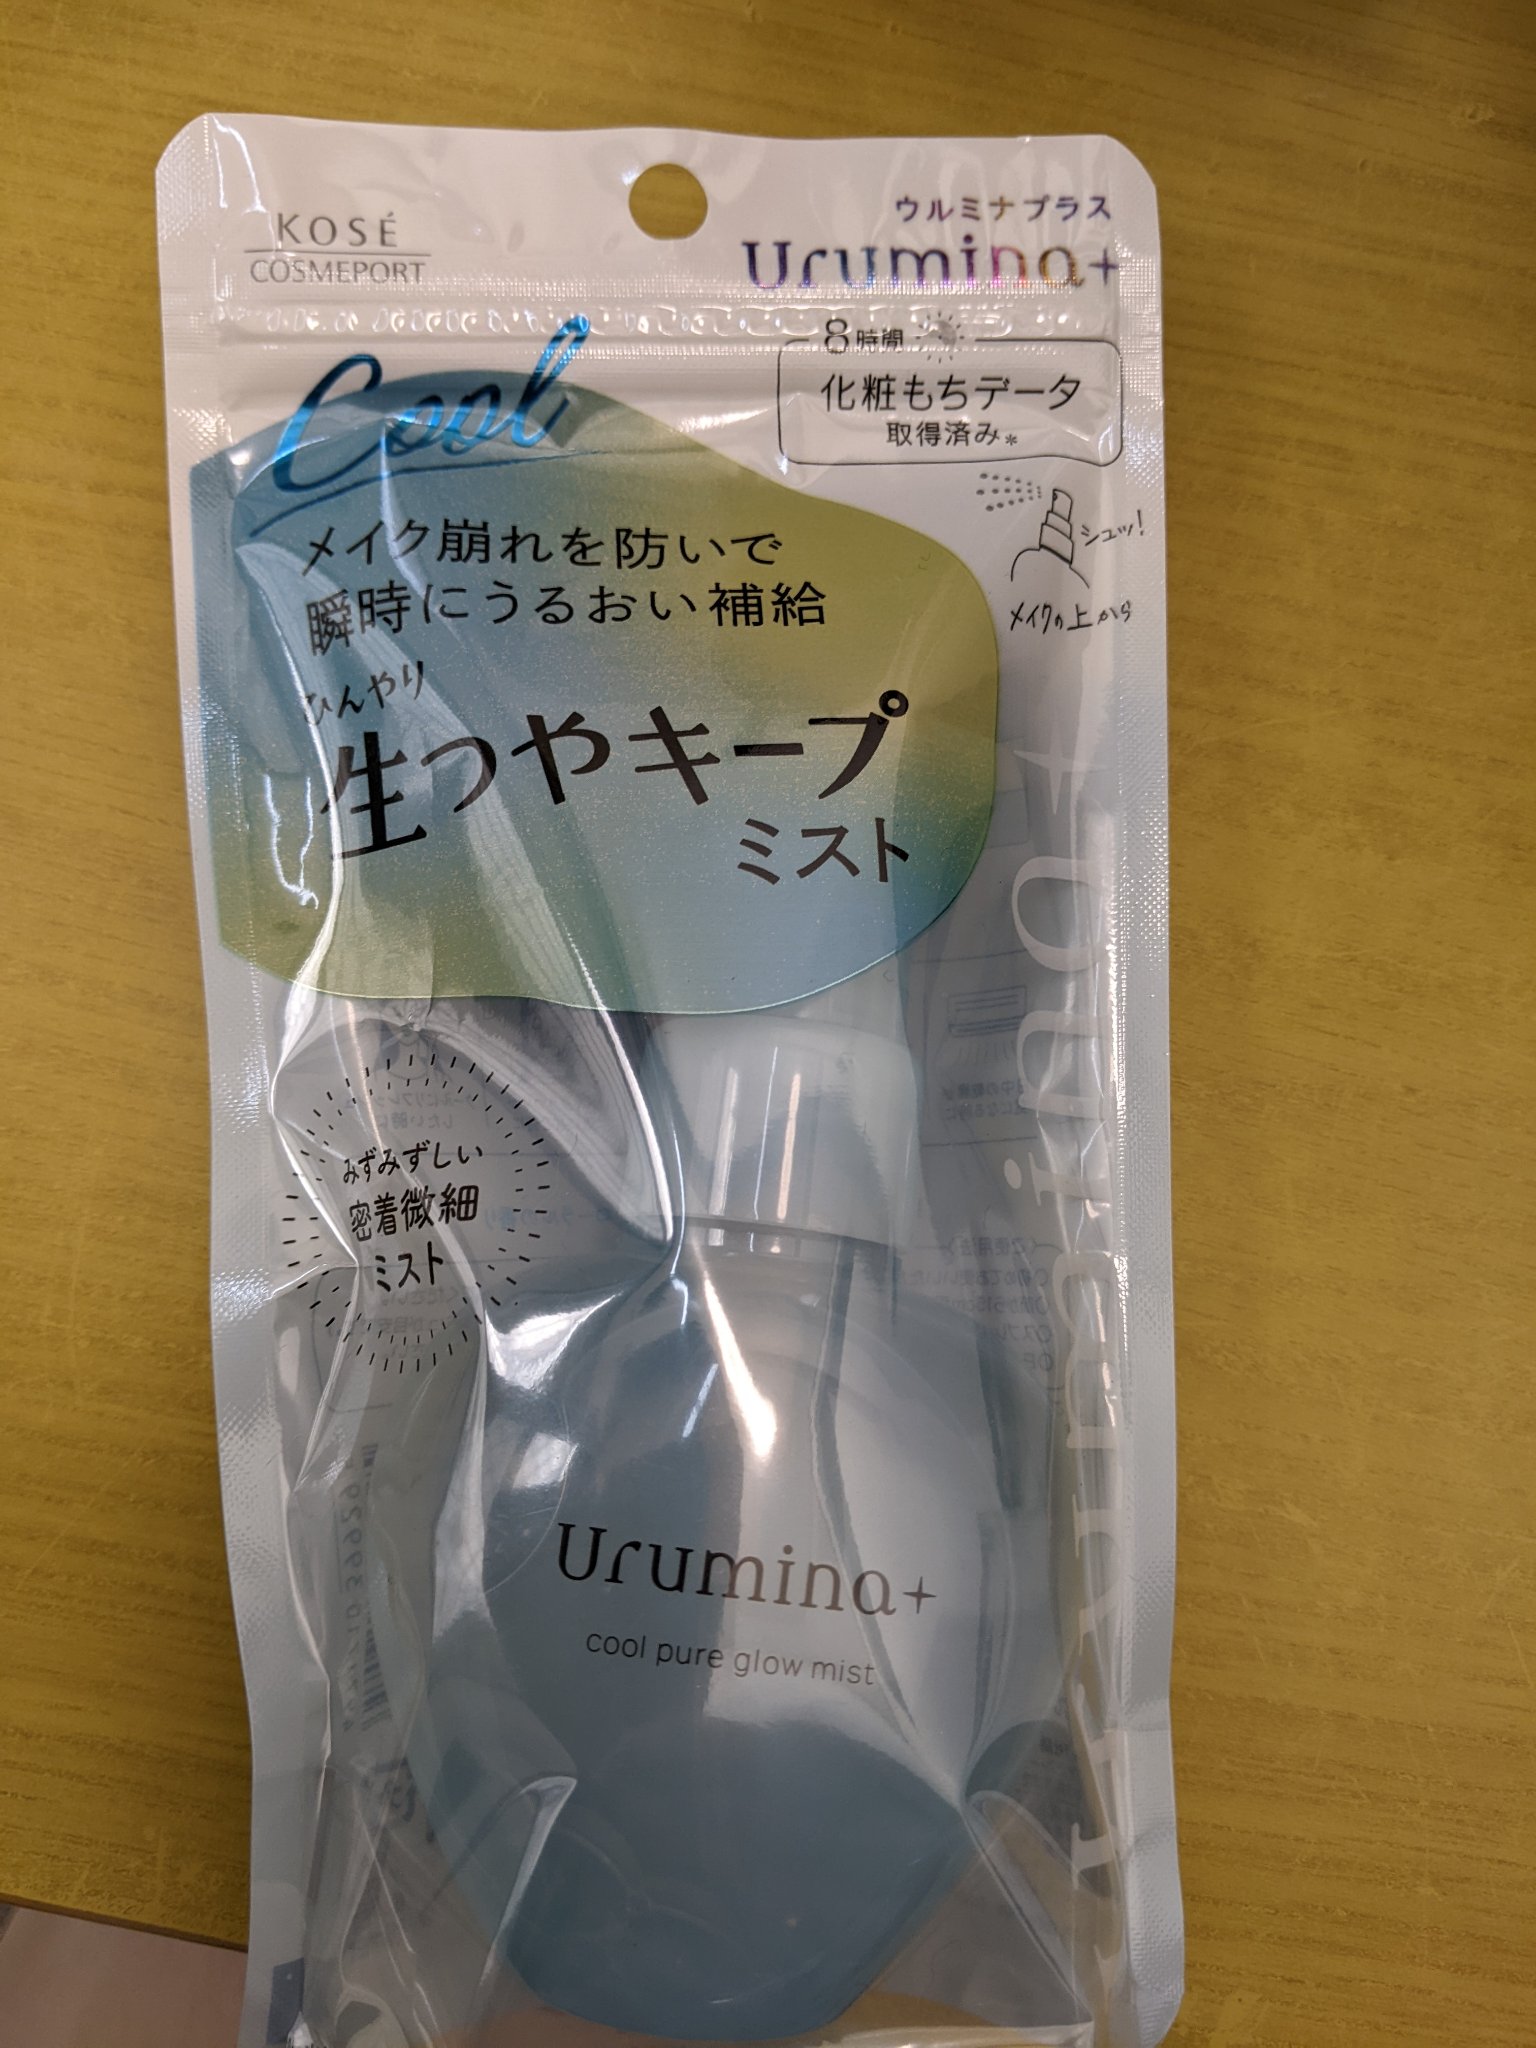 KOSÉ
COSMEPORT
ウルミナプラス
Urumina+
Cool
8時間
化粧もちデータ
取得済み*
シュッ!
メイクの上から
メイク崩れを防いで
瞬時にうるおい補給
ひんやり
生つやキープ
ミスト
みずみずしい
密着微細
ミスト
Urumina+
Urumina+
cool pure glow mist